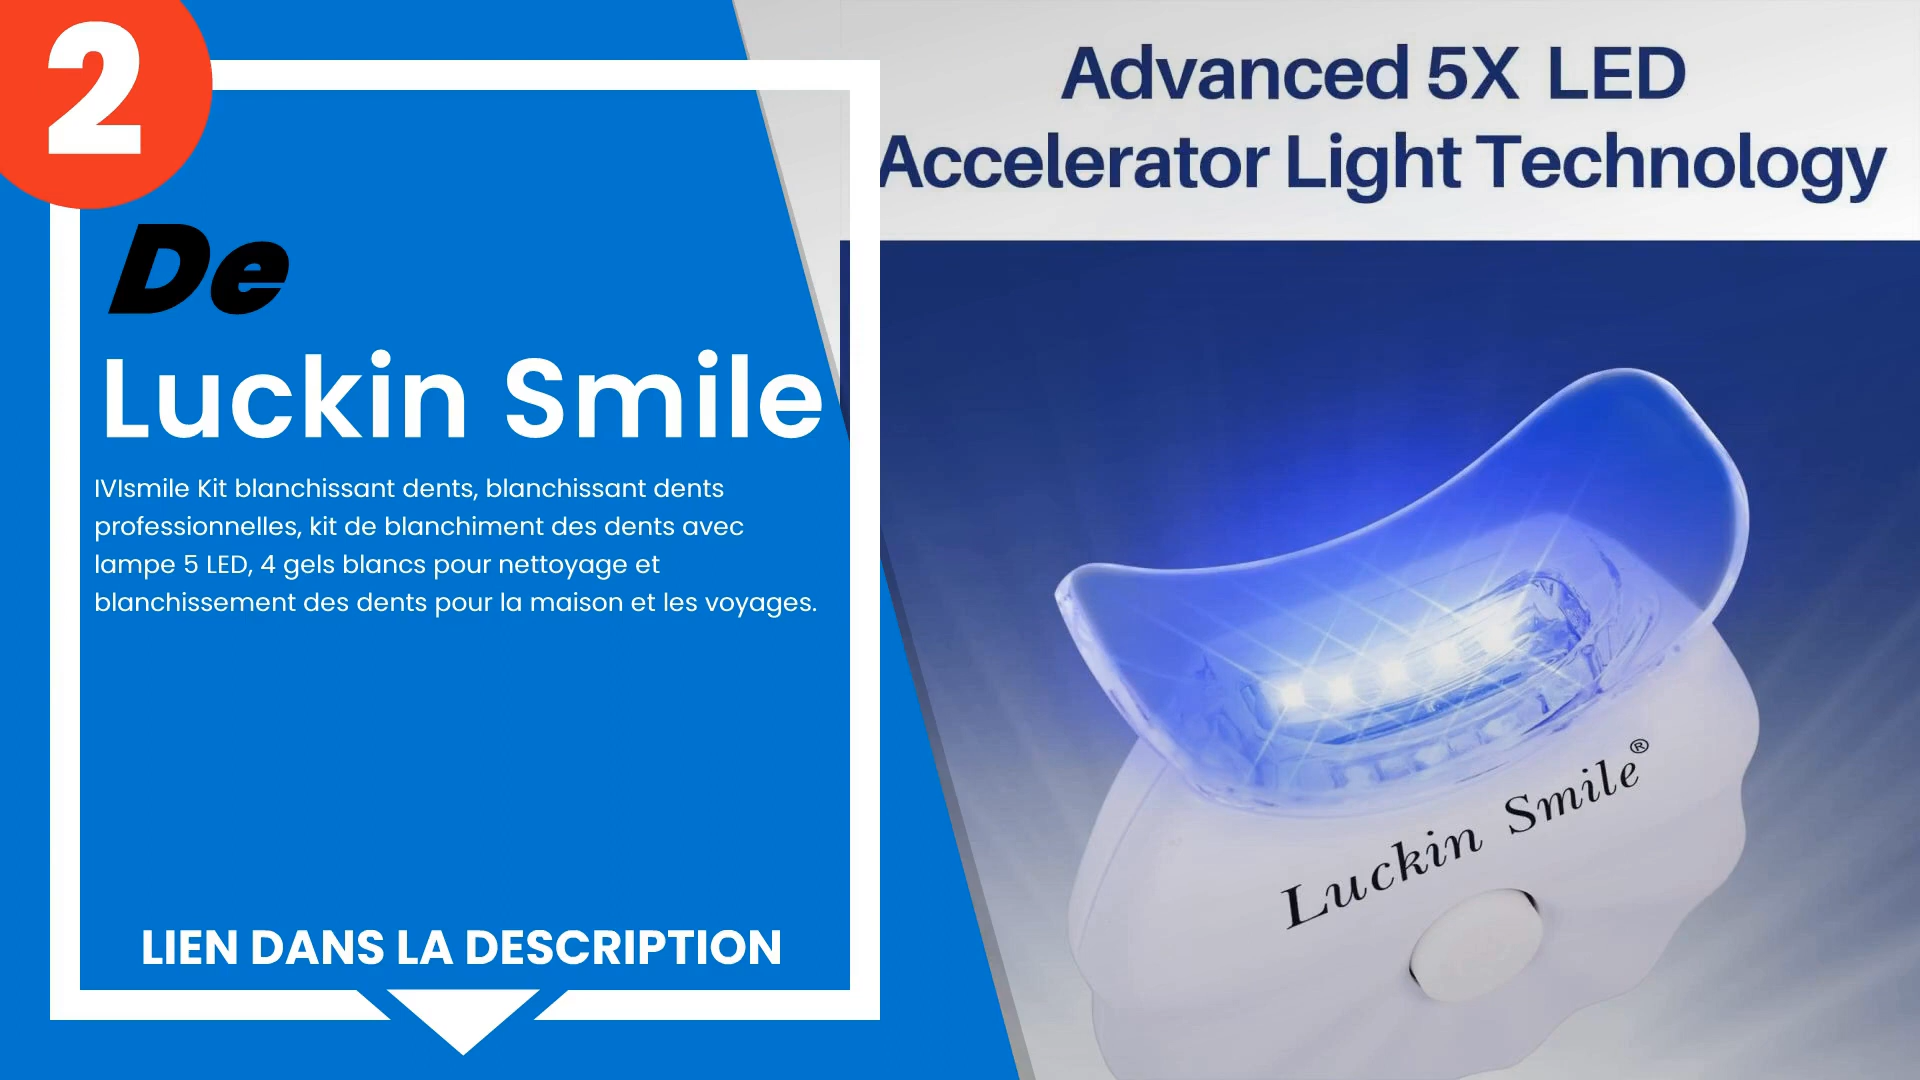 2
De
Luckin Smile
IVIsmile Kit blanchissant dents, blanchissant dents
professionnelles, kit de blanchiment des dents avec
lampe 5 LED, 4 gels blancs pour nettoyage et
blanchissement des dents pour la maison et les voyages.
LIEN DANS LA DESCRIPTION
Advanced 5X LED
Accelerator Light Technology
Luckin Smile®